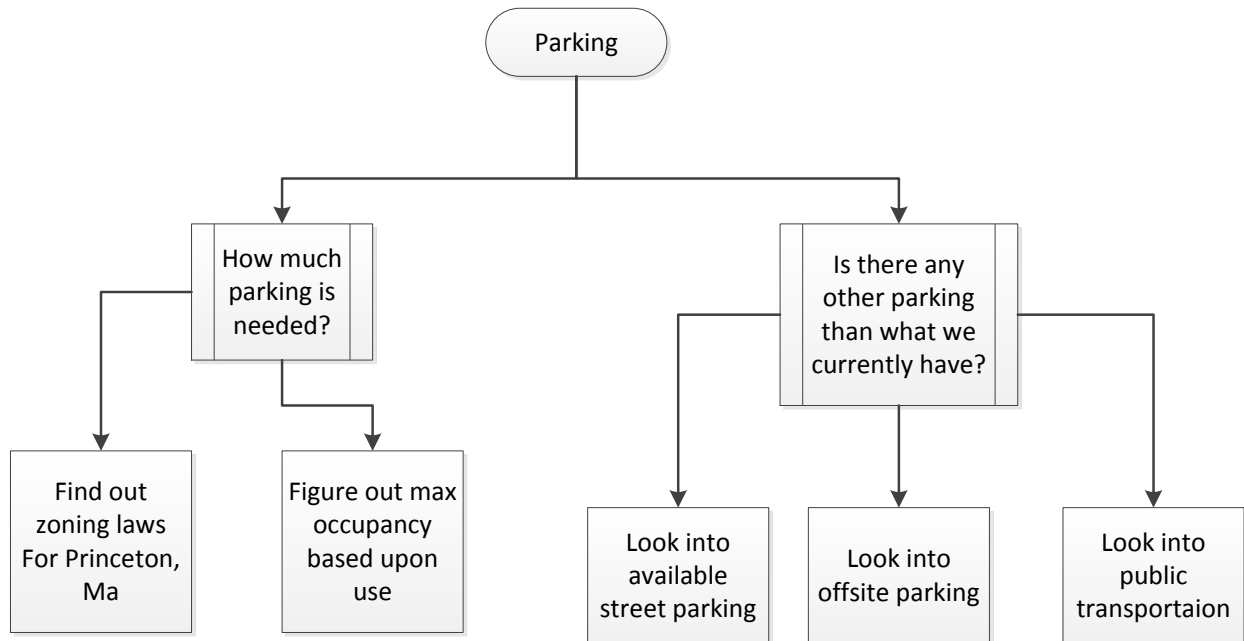 Parking
How much
parking is
needed?
Is there any
other parking
than what we
currently have?
Find out
zoning laws
For Princeton,
Ma
Figure out max
occupancy
based upon
use
Look into
available
street parking
Look into
offsite parking
Look into
public
transportaion